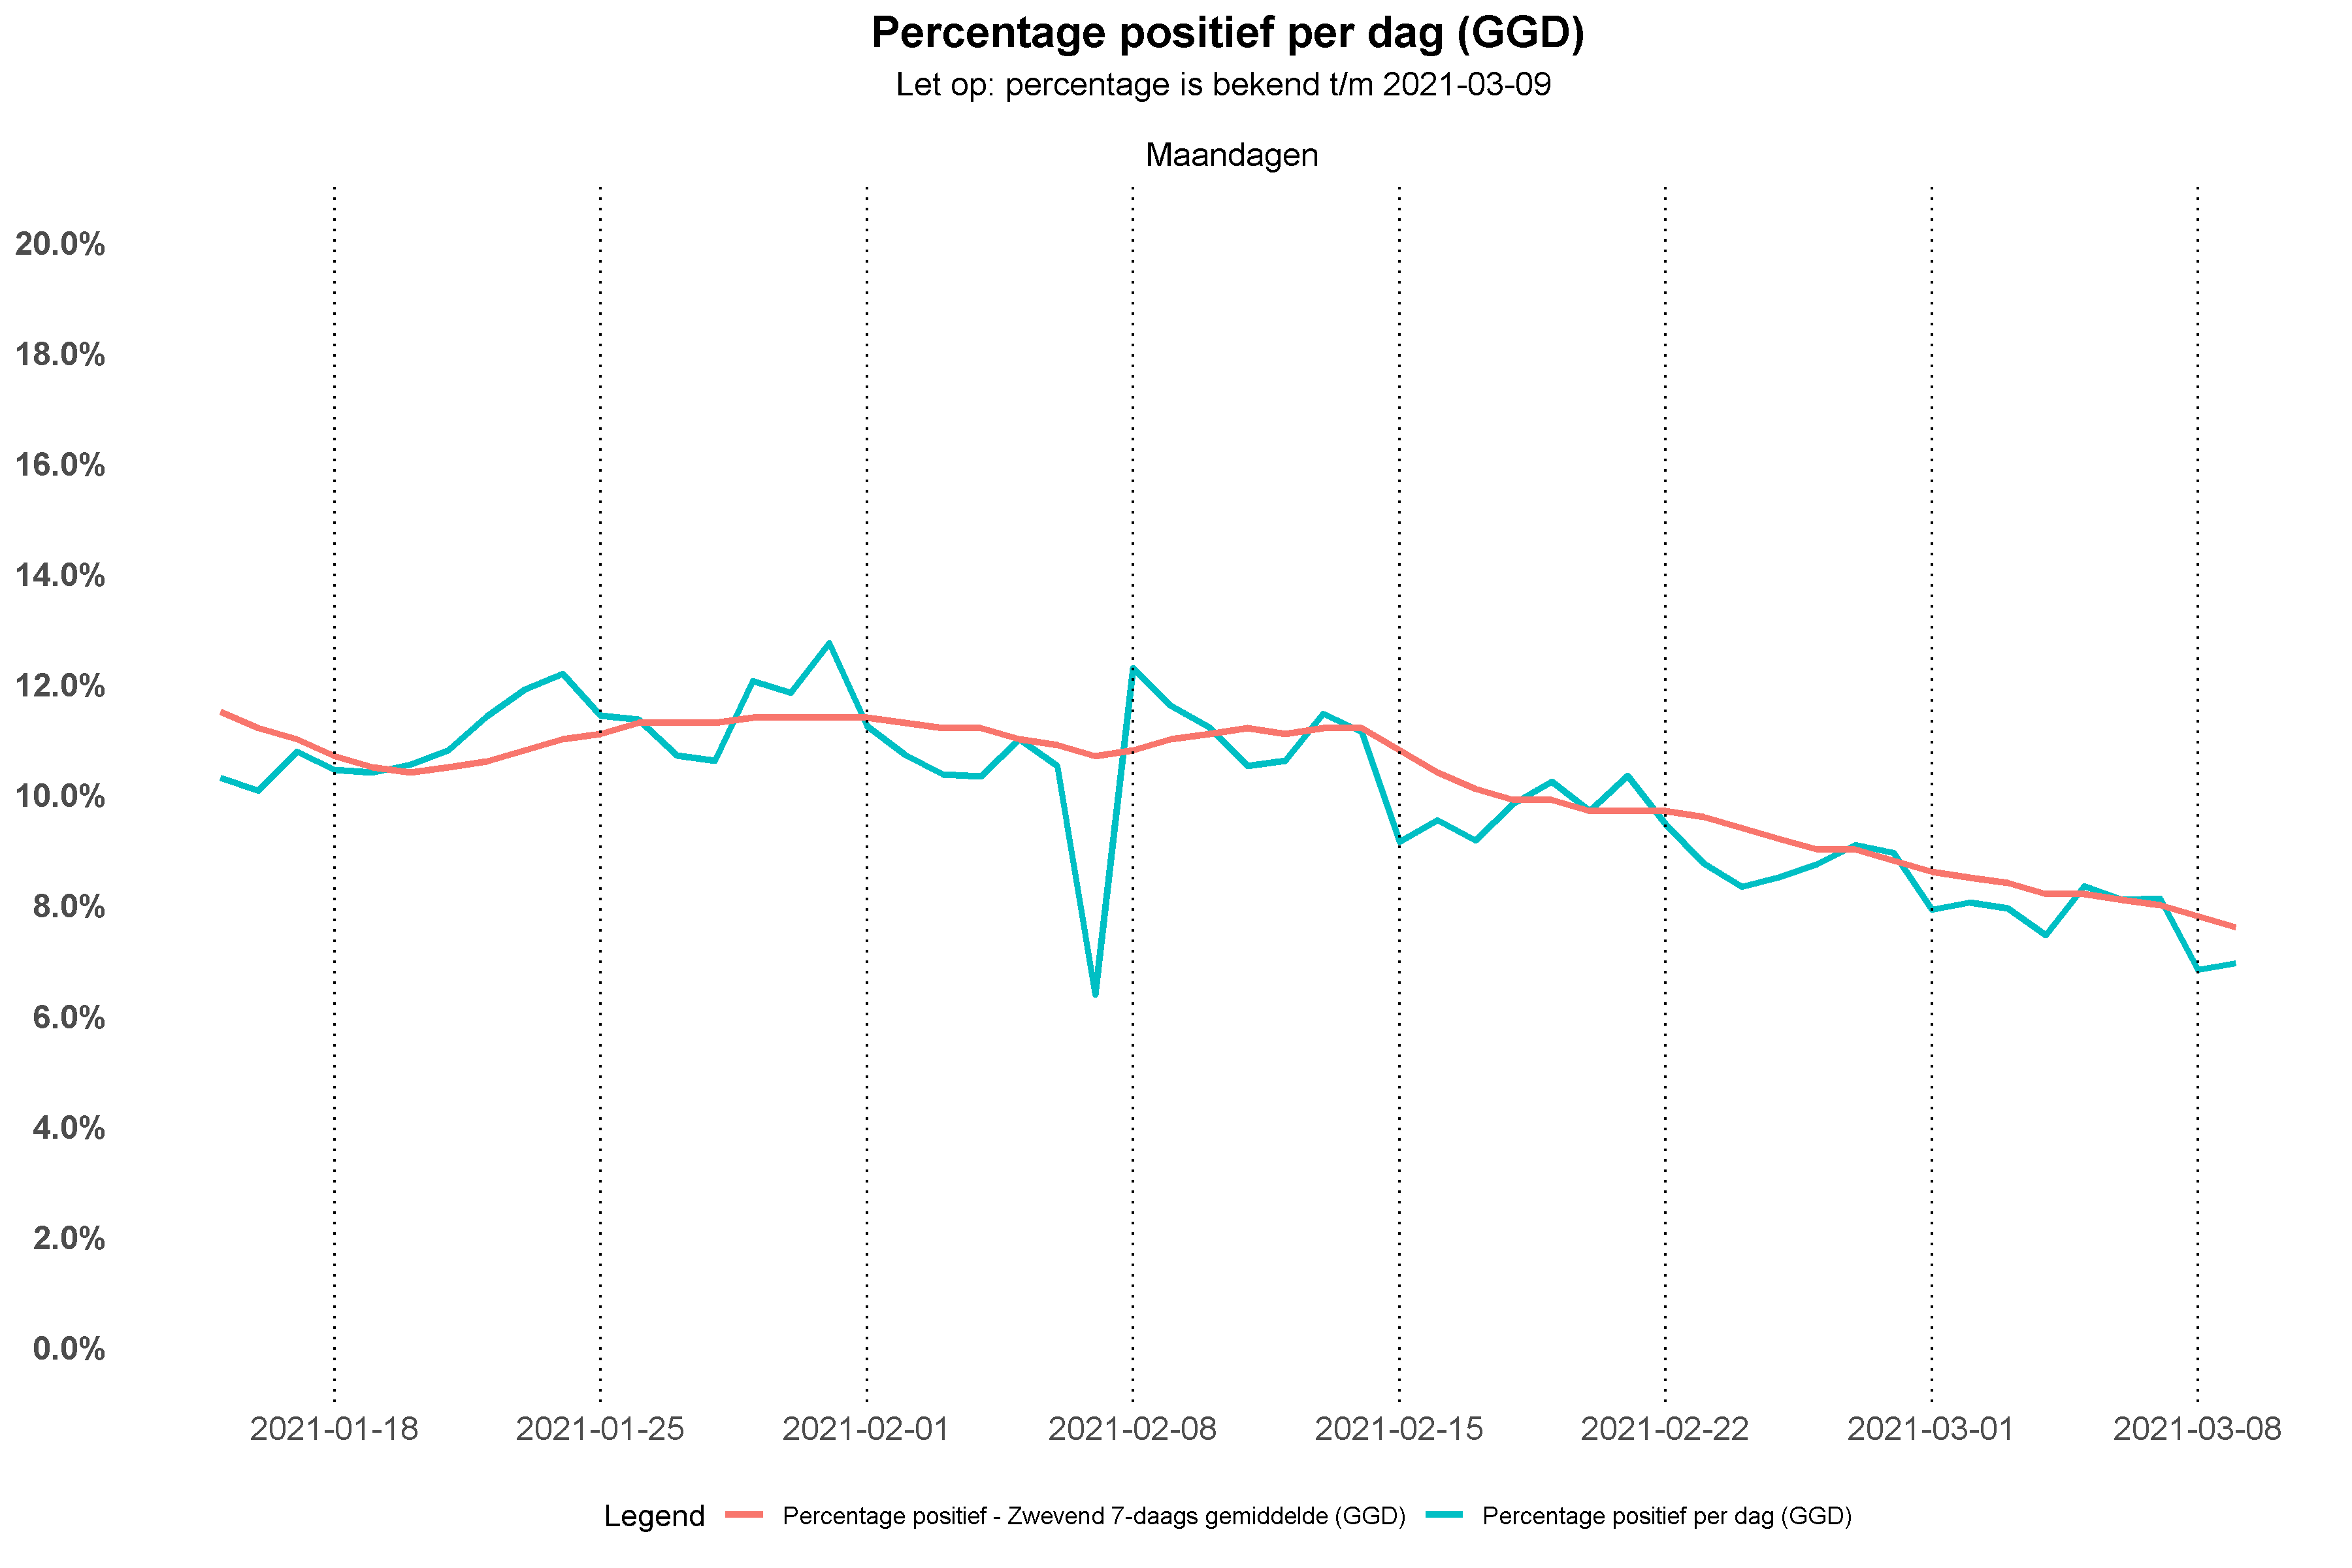 Percentage positief per dag (GGD)
Let op: percentage is bekend t/m 2021-03-09
Maandagen
20.0%
18.0%
16.0%
14.0%
12.0%
10.0%
8.0%
6.0%
4.0%
2.0%
0.0%
2021-01-18 2021-01-25 2021-02-01 2021-02-08 2021-02-15 2021-02-22 2021-03-01 2021-03-08
Legend Percentage positief - Zwevend 7-daags gemiddelde (GGD) Percentage positief per dag (GGD)